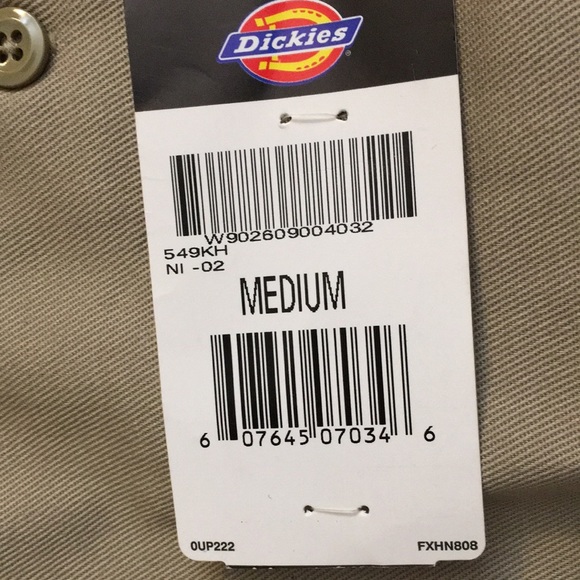 Dickies
W902609004032
549KH
NI -02
MEDIUM
6 07645 07034 6
0UP222 FXHN808